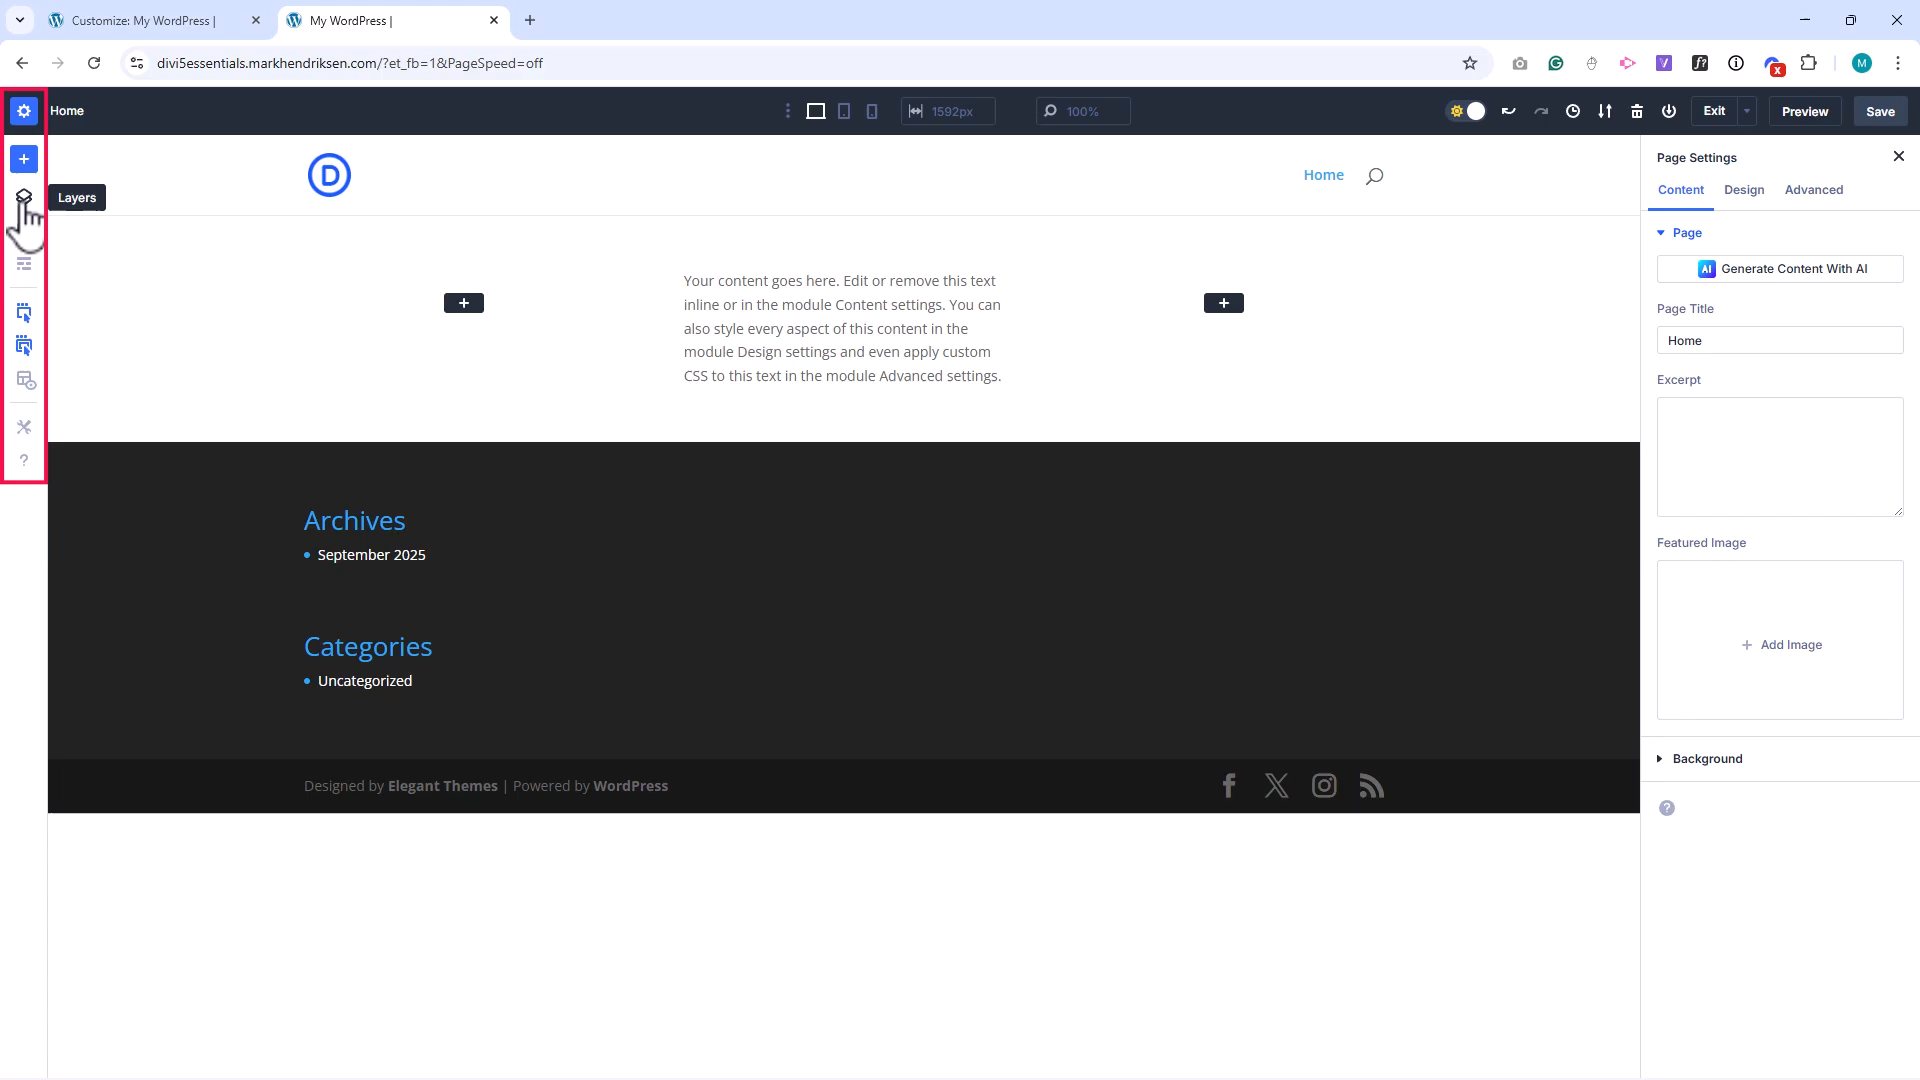 Customize: My WordPress |
My WordPress |
divi5essentials.markhendriksen.com/?et_fb=1&PageSpeed=off
Home
1592px
100%
Exit
Preview
Save
Layers
D
Home
Your content goes here. Edit or remove this text
inline or in the module Content settings. You can
also style every aspect of this content in the
module Design settings and even apply custom
CSS to this text in the module Advanced settings.
Archives
September 2025
Categories
Uncategorized
Designed by Elegant Themes | Powered by WordPress
Page Settings
Content
Design
Advanced
Page
AI Generate Content With AI
Page Title
Home
Excerpt
Featured Image
+ Add Image
Background